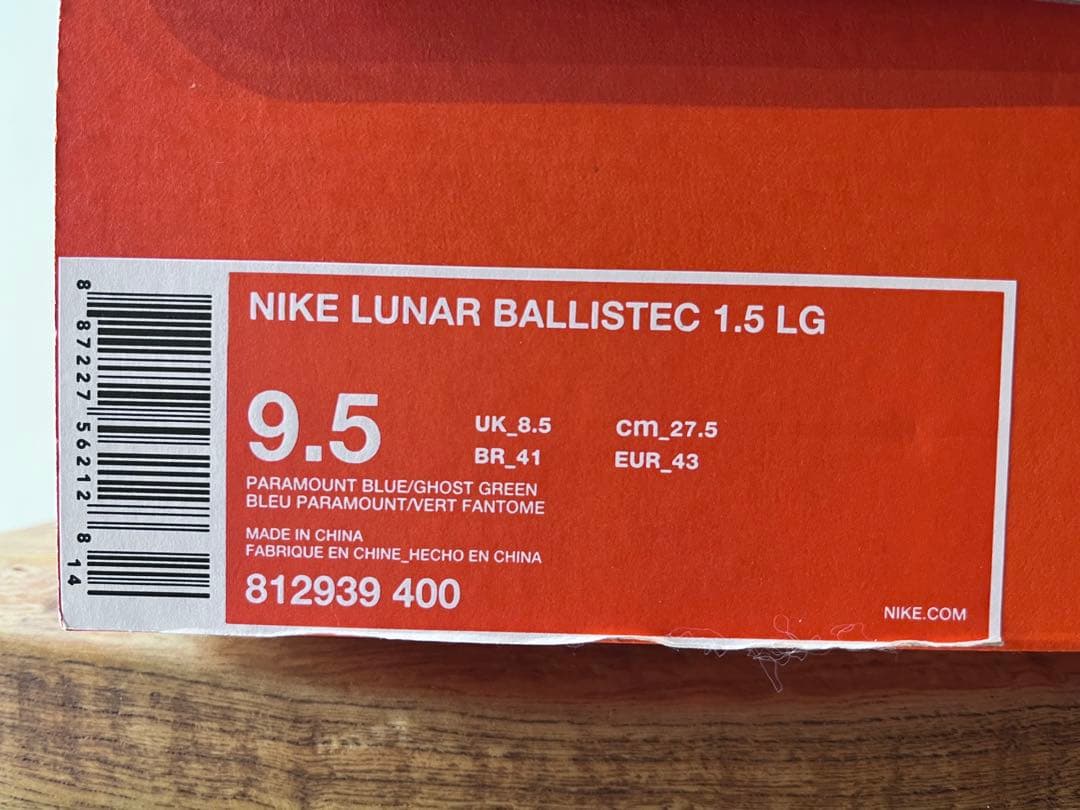 8 87227 56212 8
14
NIKE LUNAR BALLISTEC 1.5 LG
9.5
UK_8.5 cm_27.5
BR_41 EUR_43
PARAMOUNT BLUE/GHOST GREEN
BLEU PARAMOUNT/VERT FANTOME
MADE IN CHINA
FABRIQUE EN CHINE_HECHO EN CHINA
812939 400
NIKE.COM